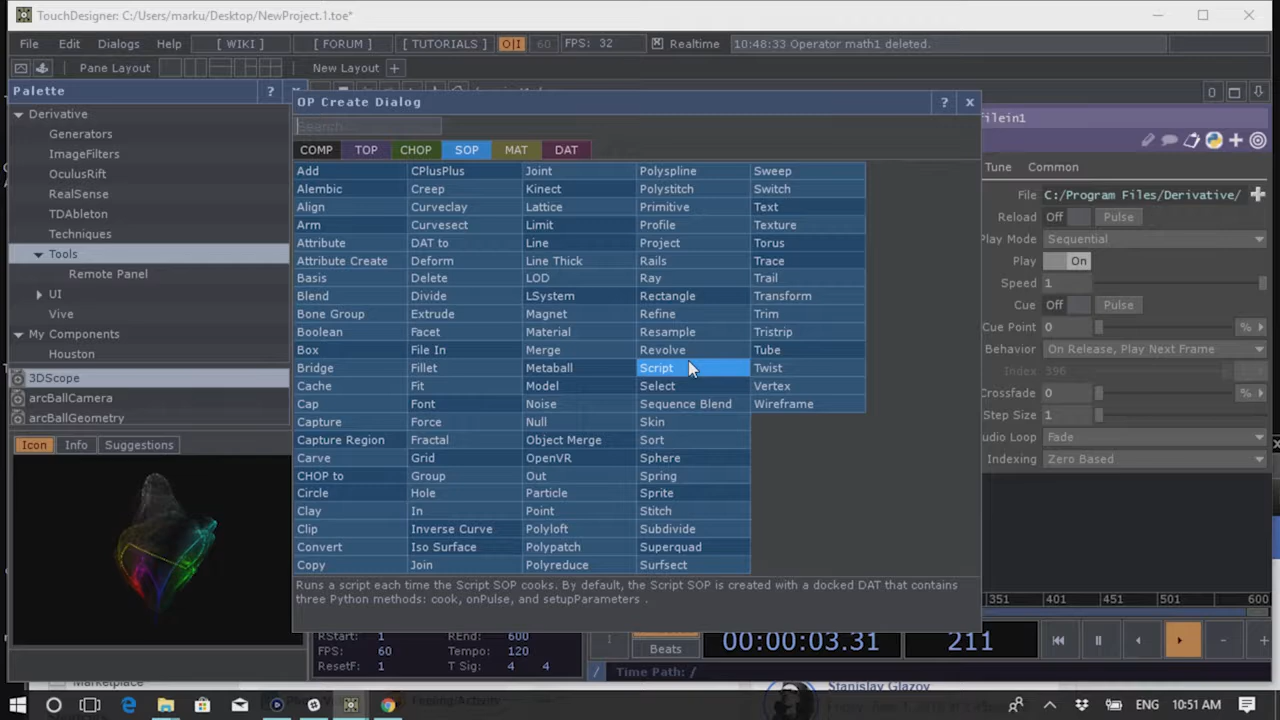 TouchDesigner: C:/Users/marku/Desktop/NewProject.1.toe*
File Edit Dialogs Help [ WIKI ] [ FORUM ] [ TUTORIALS ] O|I 60 FPS: 32 Realtime 10:48:33 Operator math1 deleted.
Pane Layout New Layout +
Palette ?
Derivative
Generators
ImageFilters
OculusRift
RealSense
TDAbleton
Techniques
Tools
Remote Panel
UI
Vive
My Components
Houston
3DScope
arcBallCamera
arcBallGeometry
Icon Info Suggestions
OP Create Dialog ? x
Search...
COMP TOP CHOP SOP MAT DAT
Add CPlusPlus Joint Polyspline Sweep
Alembic Creep Kinect Polystitch Switch
Align Curveclay Lattice Primitive Text
Arm Curvesect Limit Profile Texture
Attribute DAT to Line Project Torus
Attribute Create Deform Line Thick Rails Trace
Basis Delete LOD Ray Trail
Blend Divide LSystem Rectangle Transform
Bone Group Extrude Magnet Refine Trim
Boolean Facet Material Resample Tristrip
Box File In Merge Revolve Tube
Bridge Fillet Metaball Script Twist
Cache Fit Model Select Vertex
Cap Font Noise Sequence Blend Wireframe
Capture Force Null Skin
Capture Region Fractal Object Merge Sort
Carve Grid OpenVR Sphere
CHOP to Group Out Spring
Circle Hole Particle Sprite
Clay In Point Stitch
Clip Inverse Curve Polyloft Subdivide
Convert Iso Surface Polypatch Superquad
Copy Join Polyreduce Surfsect
Runs a script each time the Script SOP cooks. By default, the Script SOP is created with a docked DAT that contains
three Python methods: cook, onPulse, and setupParameters .
0
filein1
Tune Common
File C:/Program Files/Derivative/
Reload Off Pulse
Play Mode Sequential
Play On
Speed 1
Cue Off Pulse
Cue Point 0 %
Behavior On Release, Play Next Frame
Index 396
Crossfade 0 %
Step Size 1
udio Loop Fade
Indexing Zero Based
351 401 451 501 600
RStart: 1 REnd: 600
FPS: 60 Tempo: 120
ResetF: 1 T Sig: 4 4
Beats
00:00:03.31 211
/ Time Path: /
Marketplace
Stanislav Glazov
ENG 10:51 AM